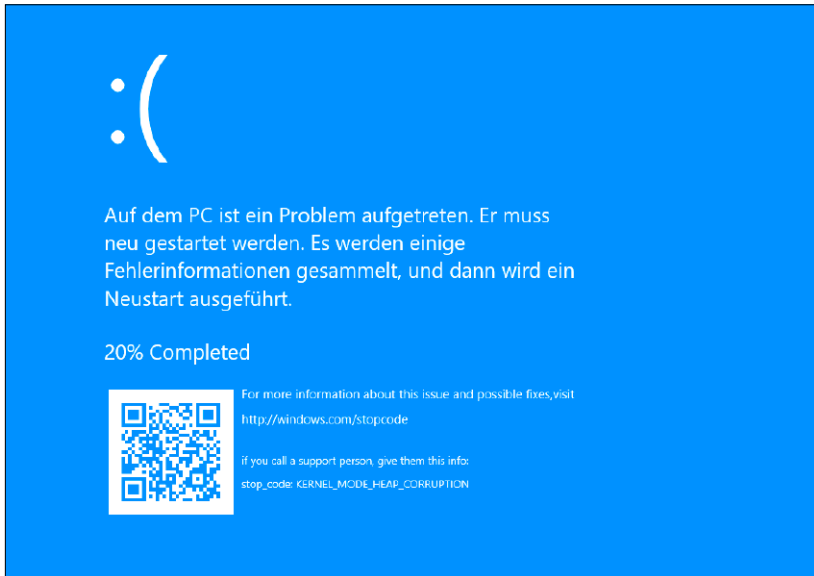 :(
Auf dem PC ist ein Problem aufgetreten. Er muss
neu gestartet werden. Es werden einige
Fehlerinformationen gesammelt, und dann wird ein
Neustart ausgeführt.
20% Completed
For more information about this issue and possible fixes,visit
http://windows.com/stopcode
if you call a support person, give them this info:
stop_code: KERNEL_MODE_HEAP_CORRUPTION